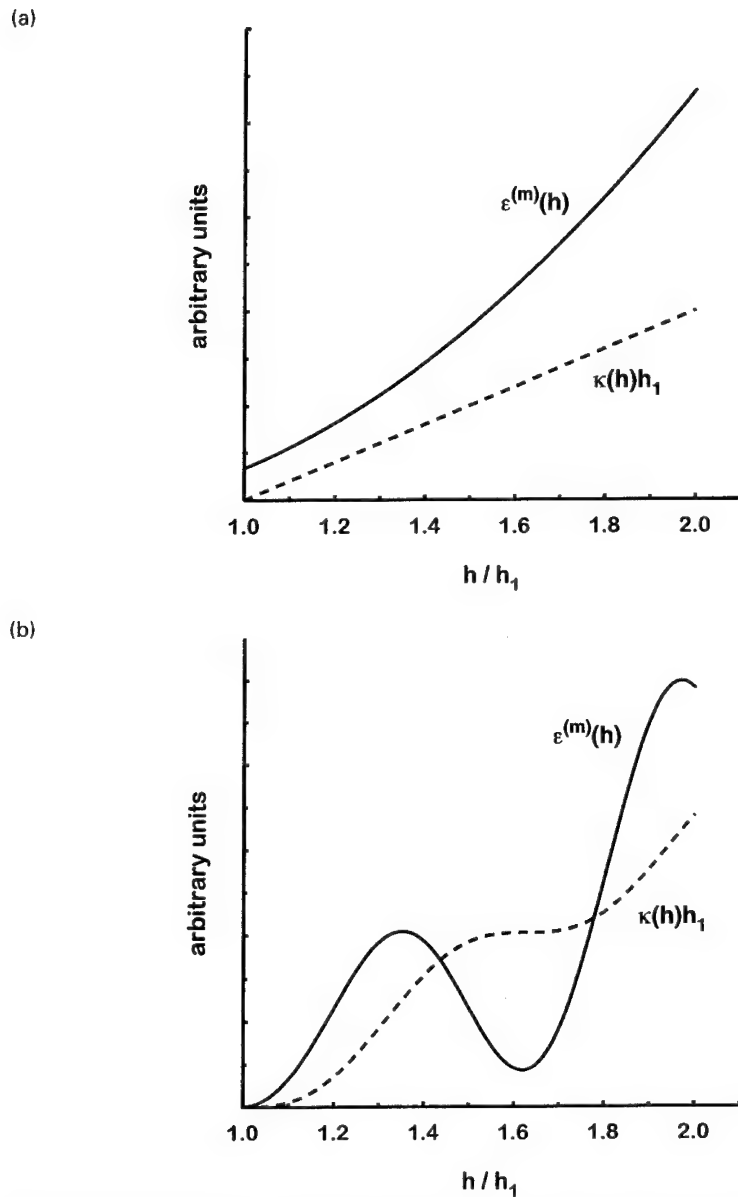 (a)
arbitrary units
ε(m)(h)
κ(h)h1
1.0 1.2 1.4 1.6 1.8 2.0
h / h1
(b)
arbitrary units
ε(m)(h)
κ(h)h1
1.0 1.2 1.4 1.6 1.8 2.0
h / h1